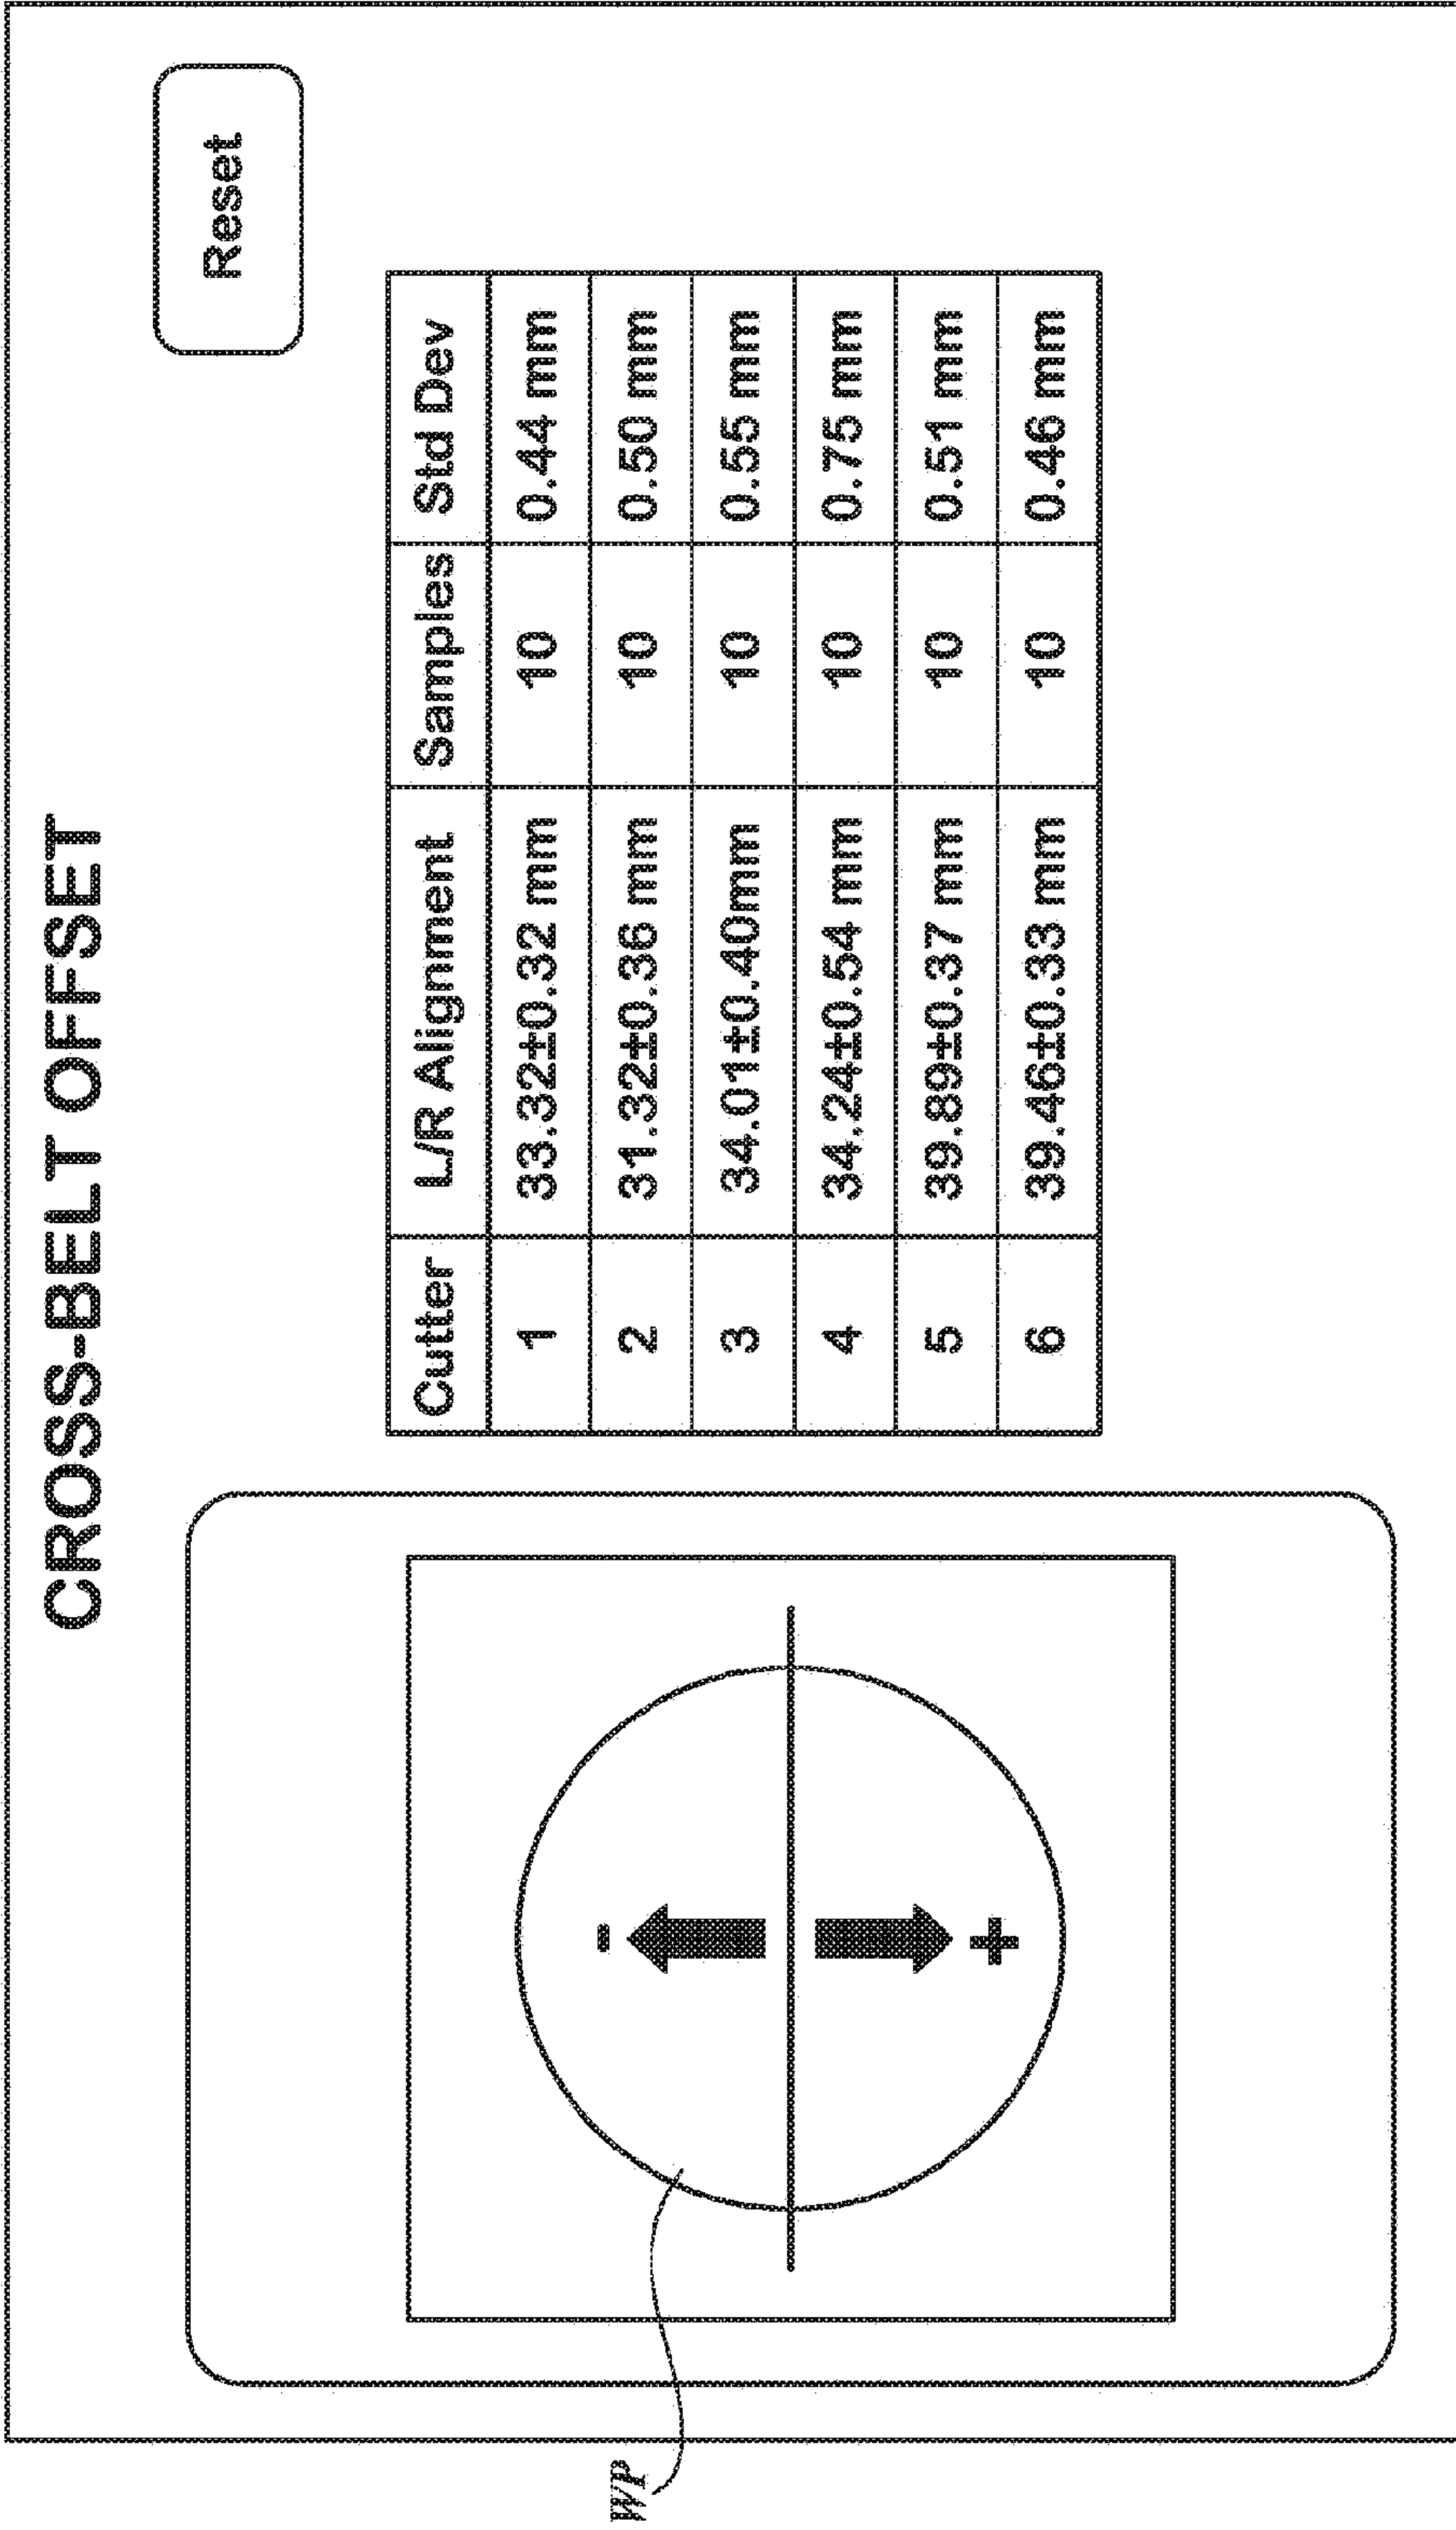 CROSS-BELT OFFSET
Reset
Cutter L/R Alignment Samples Std Dev
1 33.32±0.32 mm 10 0.44 mm
2 31.32±0.36 mm 10 0.50 mm
3 34.01±0.40mm 10 0.55 mm
4 34.24±0.54 mm 10 0.75 mm
5 39.89±0.37 mm 10 0.51 mm
6 39.46±0.33 mm 10 0.46 mm
-
+
WP